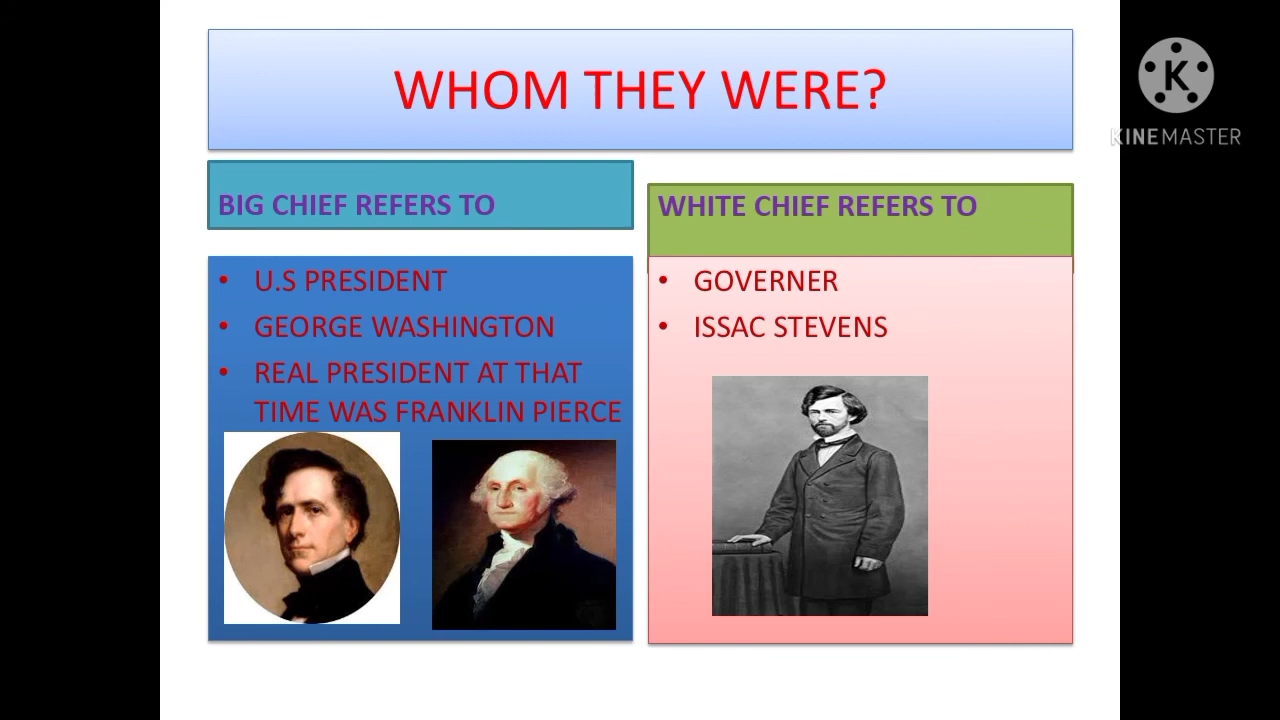 WHOM THEY WERE?
BIG CHIEF REFERS TO
• U.S PRESIDENT
• GEORGE WASHINGTON
• REAL PRESIDENT AT THAT
TIME WAS FRANKLIN PIERCE
WHITE CHIEF REFERS TO
• GOVERNER
• ISSAC STEVENS
K
KINEMASTER